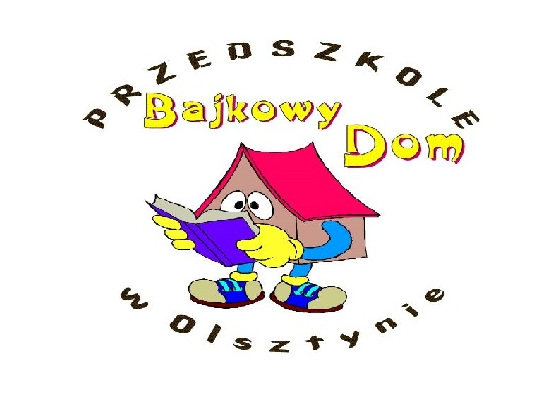 PRZEDSZKOLE
Bajkowy
Dom
w Olsztynie